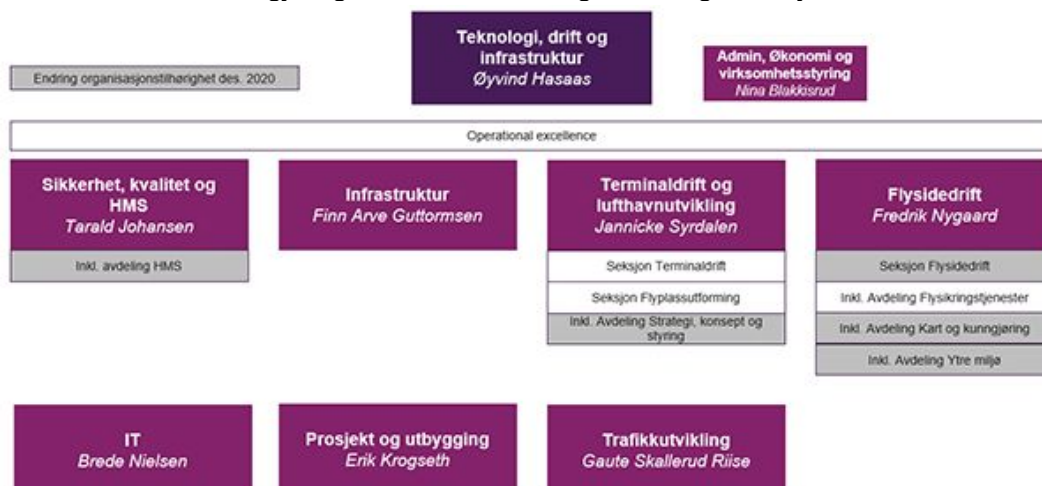 Teknologi, drift og
infrastruktur
Øyvind Hasaas
Admin, Økonomi og
virksomhetsstyring
Nina Blakkisrud
Endring organisasjonstilhørighet des. 2020
Operational excellence
Sikkerhet, kvalitet og
HMS
Tarald Johansen
Inkl. avdeling HMS
Infrastruktur
Finn Arve Guttormsen
Terminaldrift og
lufthavnutvikling
Jannicke Syrdalen
Seksjon Terminaldrift
Seksjon Flyplassutforming
Inkl. Avdeling Strategi, konsept og
styring
Flysidedrift
Fredrik Nygaard
Seksjon Flysidedrift
Inkl. Avdeling Flysikringstjenester
Inkl. Avdeling Kart og kunngjøring
Inkl. Avdeling Ytre miljø
IT
Brede Nielsen
Prosjekt og utbygging
Erik Krogseth
Trafikkutvikling
Gaute Skallerud Riise